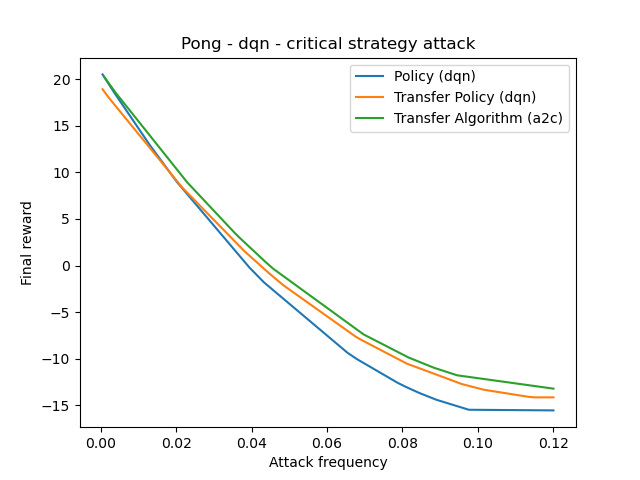 Pong - dqn - critical strategy attack
Policy (dqn)
Transfer Policy (dqn)
Transfer Algorithm (a2c)
Final reward
20
15
10
5
0
−5
−10
−15
0.00 0.02 0.04 0.06 0.08 0.10 0.12
Attack frequency